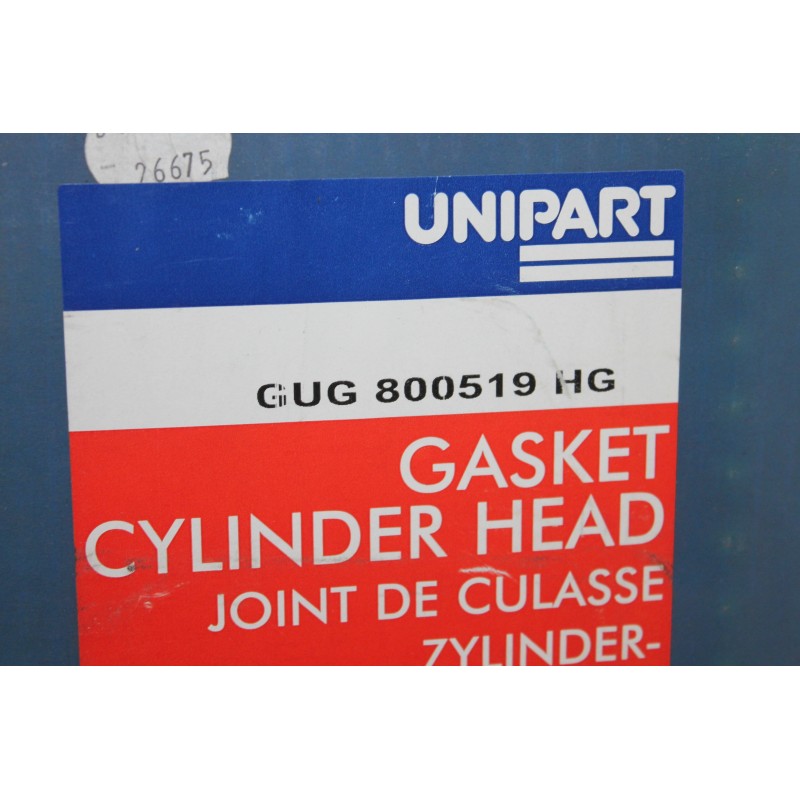 26675
UNIPART
GUG 800519 HG
GASKET
CYLINDER HEAD
JOINT DE CULASSE
ZYLINDER-